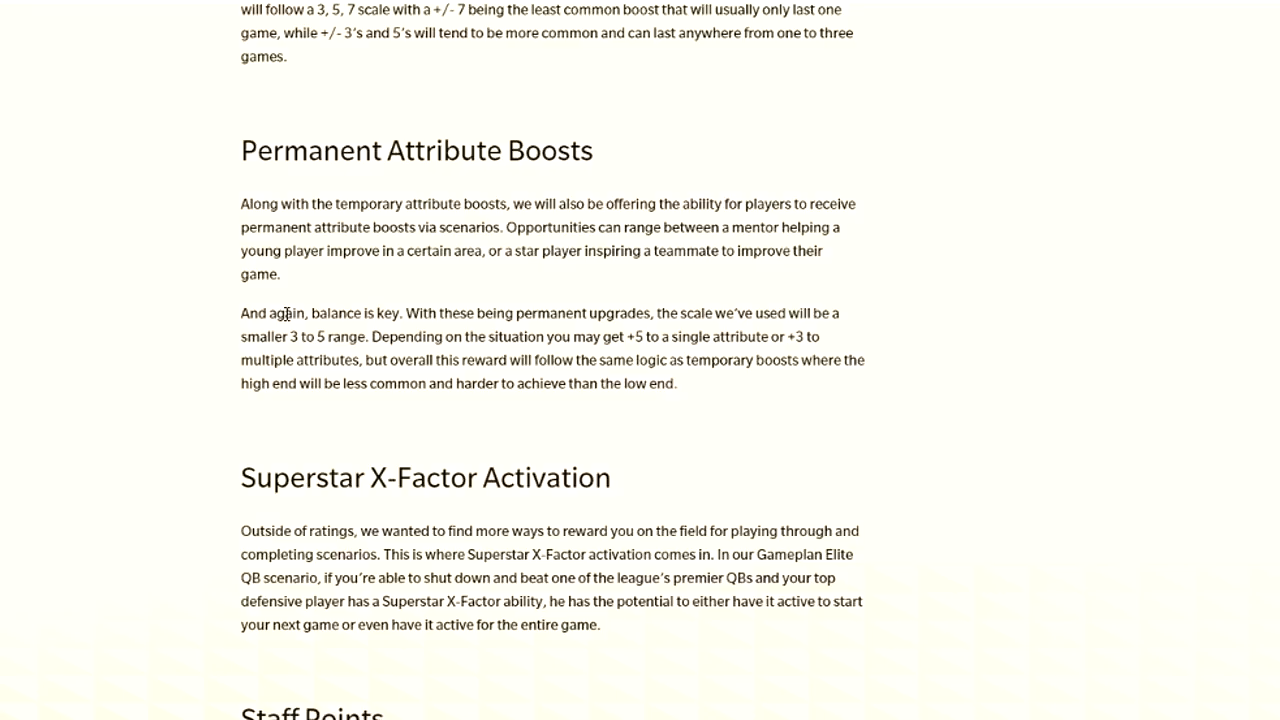 will follow a 3, 5, 7 scale with a +/- 7 being the least common boost that will usually only last one
game, while +/- 3's and 5's will tend to be more common and can last anywhere from one to three
games.
Permanent Attribute Boosts
Along with the temporary attribute boosts, we will also be offering the ability for players to receive
permanent attribute boosts via scenarios. Opportunities can range between a mentor helping a
young player improve in a certain area, or a star player inspiring a teammate to improve their
game.
And again, balance is key. With these being permanent upgrades, the scale we've used will be a
smaller 3 to 5 range. Depending on the situation you may get +5 to a single attribute or +3 to
multiple attributes, but overall this reward will follow the same logic as temporary boosts where the
high end will be less common and harder to achieve than the low end.
Superstar X-Factor Activation
Outside of ratings, we wanted to find more ways to reward you on the field for playing through and
completing scenarios. This is where Superstar X-Factor activation comes in. In our Gameplan Elite
QB scenario, if you're able to shut down and beat one of the league's premier QBs and your top
defensive player has a Superstar X-Factor ability, he has the potential to either have it active to start
your next game or even have it active for the entire game.
Staff Points